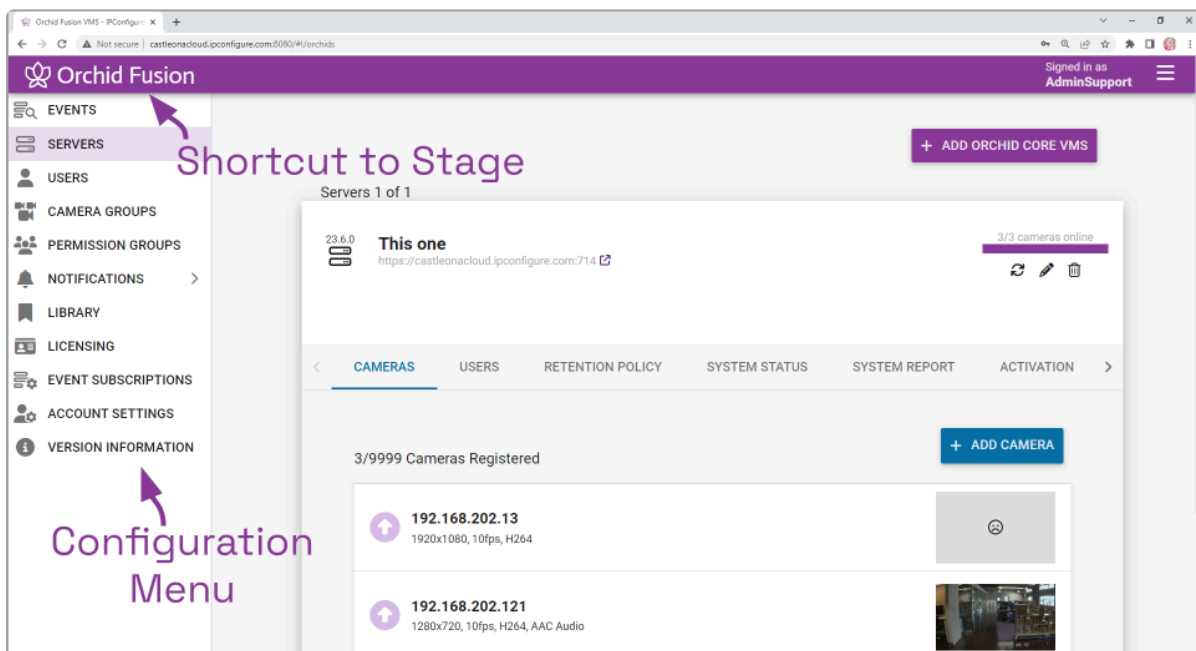 Orchid Fusion VMS - IPConfigure
Not secure | castleonacloud.ipconfigure.com:8080/#!/orchids
Orchid Fusion
Signed in as
AdminSupport
EVENTS
SERVERS
USERS
CAMERA GROUPS
PERMISSION GROUPS
NOTIFICATIONS
LIBRARY
LICENSING
EVENT SUBSCRIPTIONS
ACCOUNT SETTINGS
VERSION INFORMATION
Shortcut to Stage
Configuration
Menu
+ ADD ORCHID CORE VMS
Servers 1 of 1
23.6.0
This one
https://castleonacloud.ipconfigure.com:714
3/3 cameras online
CAMERAS USERS RETENTION POLICY SYSTEM STATUS SYSTEM REPORT ACTIVATION
+ ADD CAMERA
3/9999 Cameras Registered
192.168.202.13
1920x1080, 10fps, H264
192.168.202.121
1280x720, 10fps, H264, AAC Audio